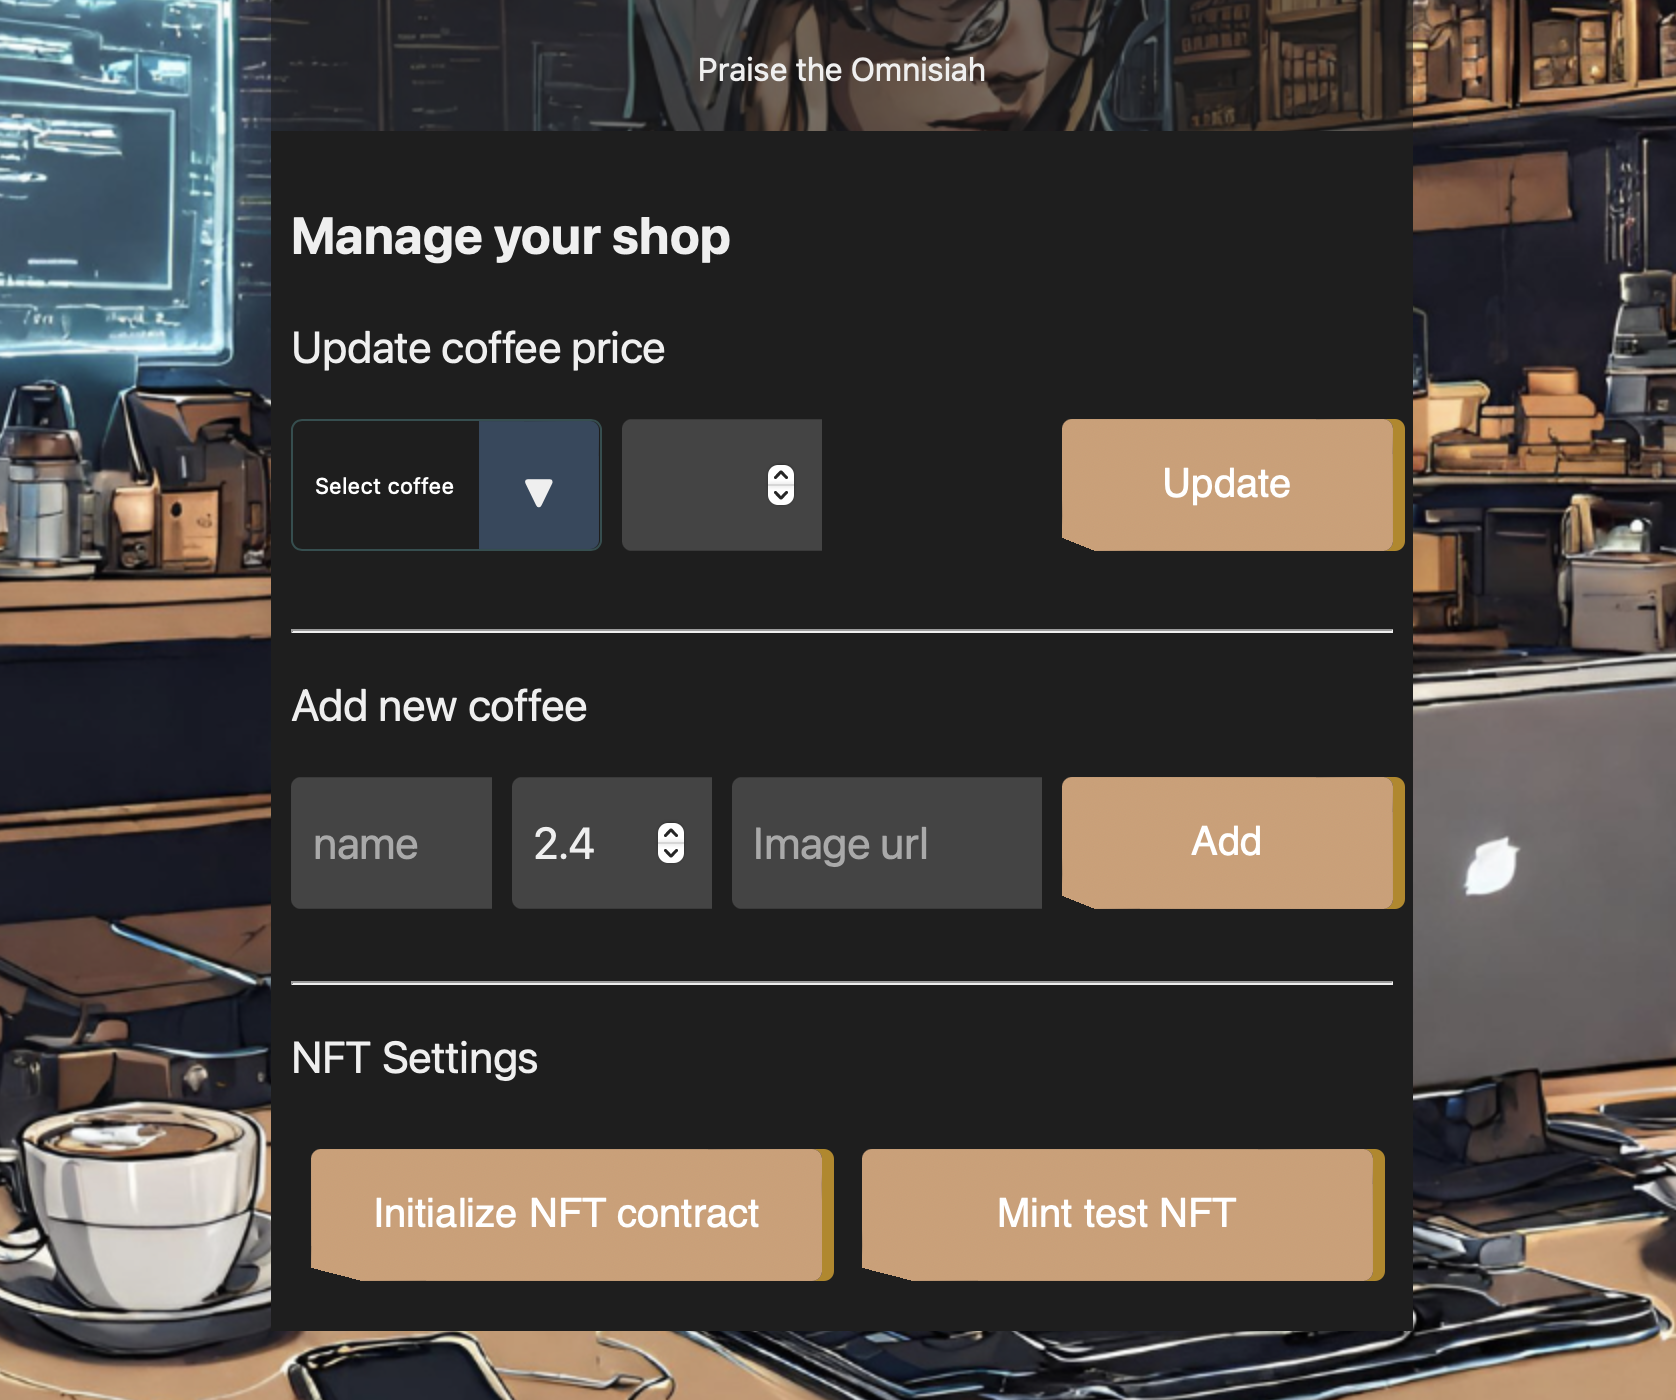 Praise the Omnisiah
Manage your shop
Update coffee price
Select coffee
Update
Add new coffee
name
2.4
Image url
Add
NFT Settings
Initialize NFT contract
Mint test NFT